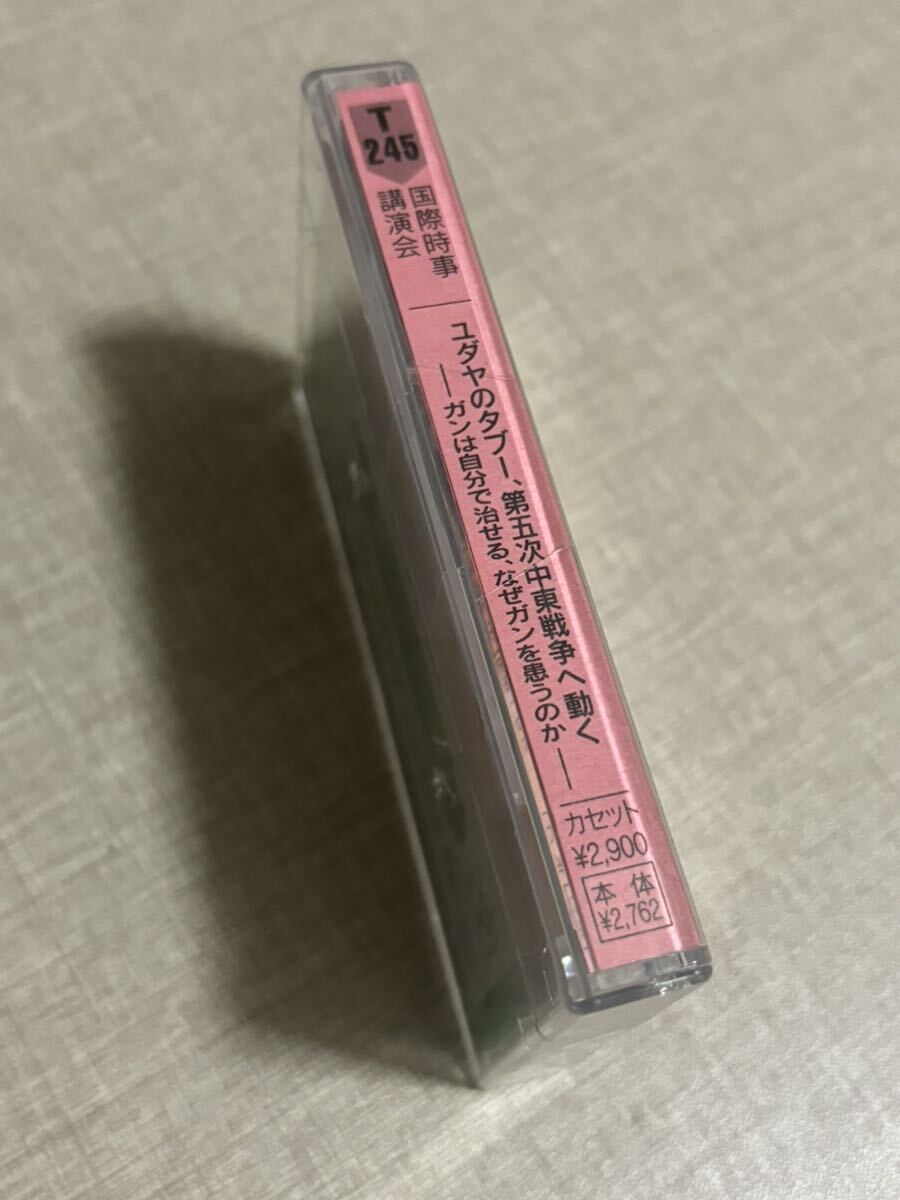 T
245
国際時事
講演会
ユダヤのタブー、第五次中東戦争へ動く
──ガンは自分で治せる、なぜガンを患うのか──
カセット
¥2,900
本体
¥2,762